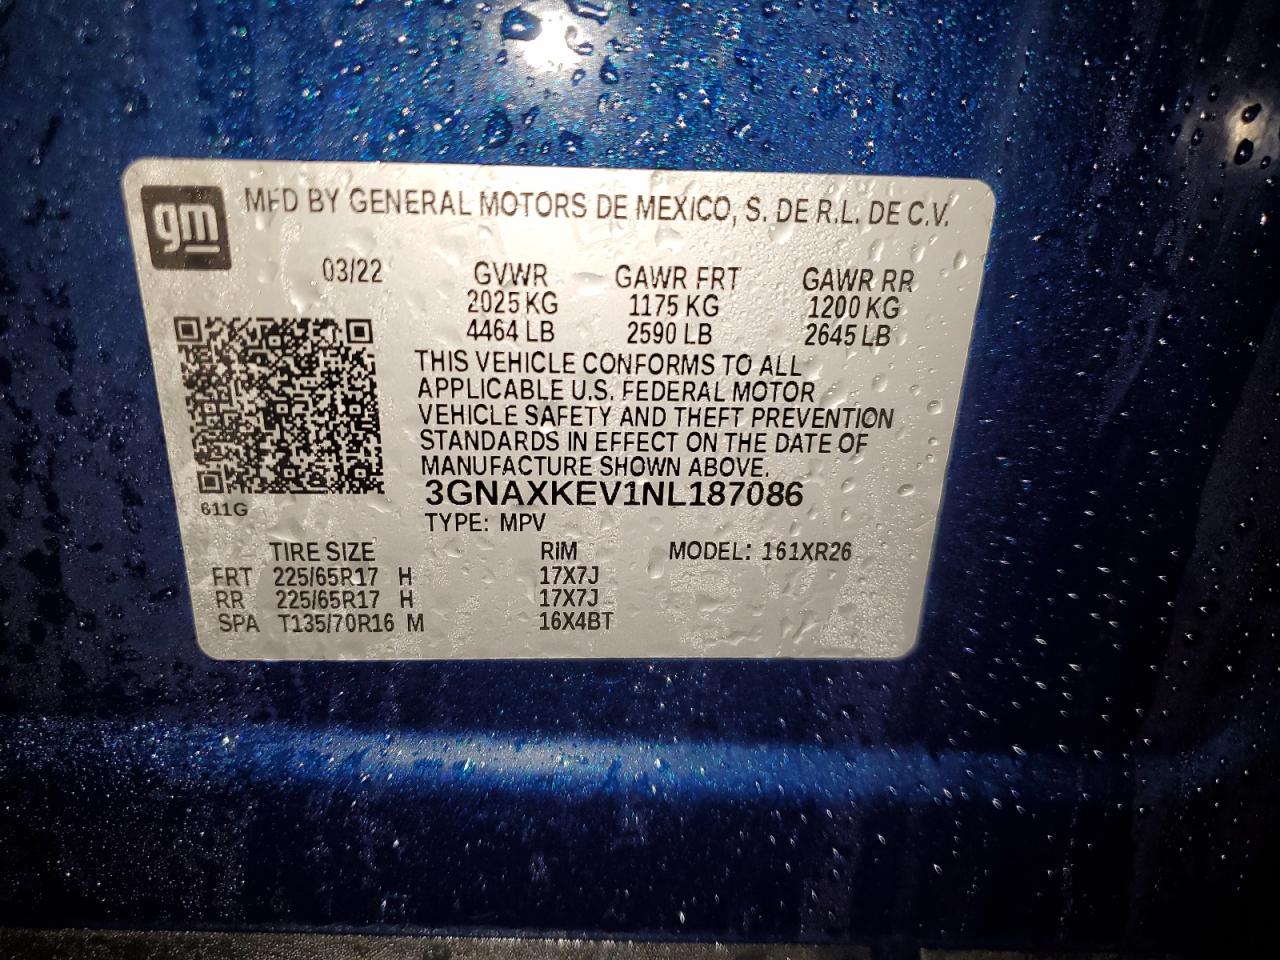 gm
MFD BY GENERAL MOTORS DE MEXICO, S. DE R.L. DE C.V.
03/22 GVWR GAWR FRT GAWR RR
2025 KG 1175 KG 1200 KG
4464 LB 2590 LB 2645 LB
THIS VEHICLE CONFORMS TO ALL
APPLICABLE U.S. FEDERAL MOTOR
VEHICLE SAFETY AND THEFT PREVENTION
STANDARDS IN EFFECT ON THE DATE OF
MANUFACTURE SHOWN ABOVE.
3GNAXKEV1NL187086
611G
TYPE: MPV
TIRE SIZE RIM MODEL: 161XR26
FRT 225/65R17 H 17X7J
RR 225/65R17 H 17X7J
SPA T135/70R16 M 16X4BT